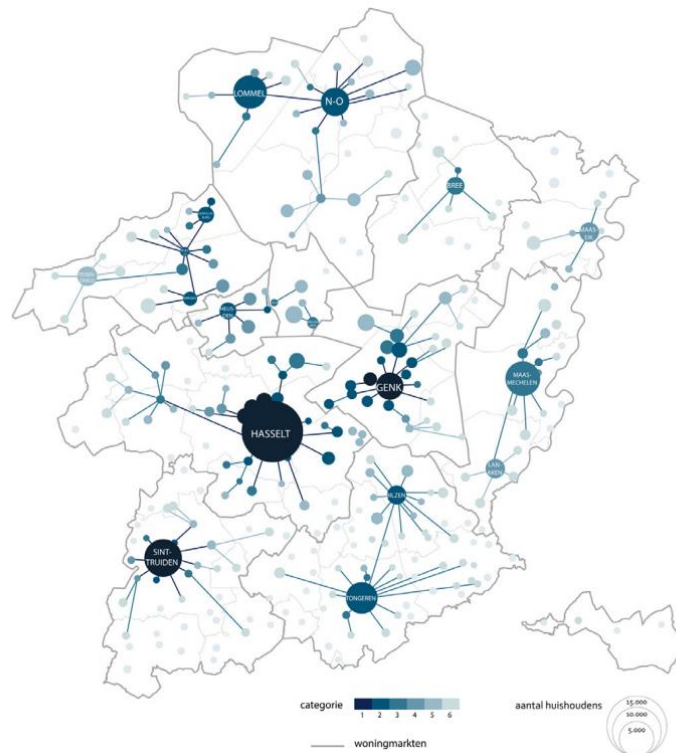 LOMMEL
N-O
BREE
MAAS-
EIK
GENK
MAAS-
MECHELEN
HASSELT
LAN-
AKEN
BILZEN
SINT-
TRUIDEN
TONGEREN
categorie
1 2 3 4 5 6
aantal huishoudens
15.000
10.000
5.000
woningmarkten